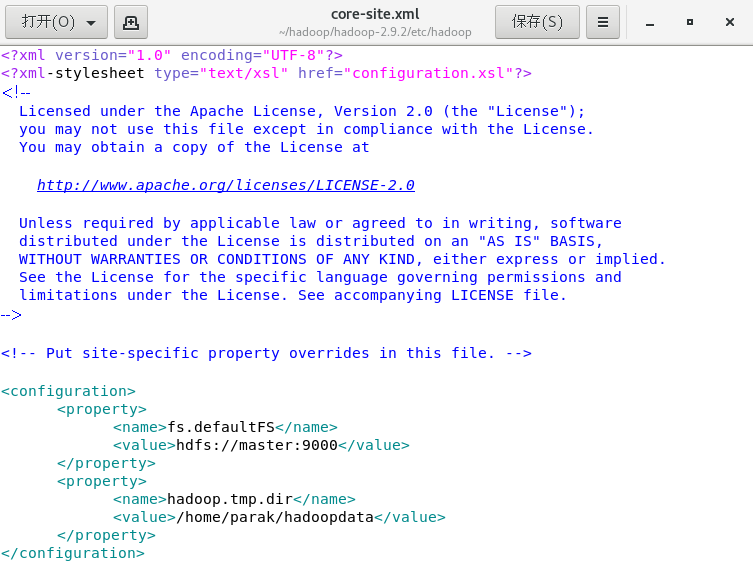 打开(O)
core-site.xml
~/hadoop/hadoop-2.9.2/etc/hadoop
保存(S)
<?xml version="1.0" encoding="UTF-8"?>
<?xml-stylesheet type="text/xsl" href="configuration.xsl"?>
<!--
  Licensed under the Apache License, Version 2.0 (the "License");
  you may not use this file except in compliance with the License.
  You may obtain a copy of the License at

    http://www.apache.org/licenses/LICENSE-2.0

  Unless required by applicable law or agreed to in writing, software
  distributed under the License is distributed on an "AS IS" BASIS,
  WITHOUT WARRANTIES OR CONDITIONS OF ANY KIND, either express or implied.
  See the License for the specific language governing permissions and
  limitations under the License. See accompanying LICENSE file.
-->

<!-- Put site-specific property overrides in this file. -->

<configuration>
      <property>
            <name>fs.defaultFS</name>
            <value>hdfs://master:9000</value>
      </property>
      <property>
            <name>hadoop.tmp.dir</name>
            <value>/home/parak/hadoopdata</value>
      </property>
</configuration>